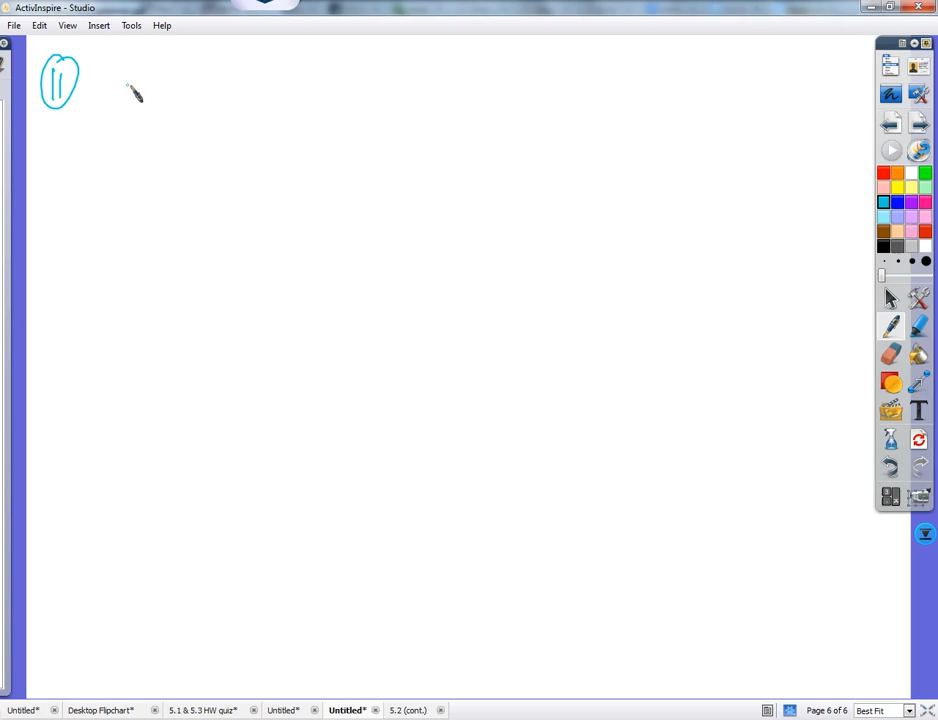 ActivInspire - Studio
File Edit View Insert Tools Help
11
Untitled* Desktop Flipchart* 5.1 & 5.3 HW quiz* Untitled* Untitled* 5.2 (cont.) Page 6 of 6 Best Fit